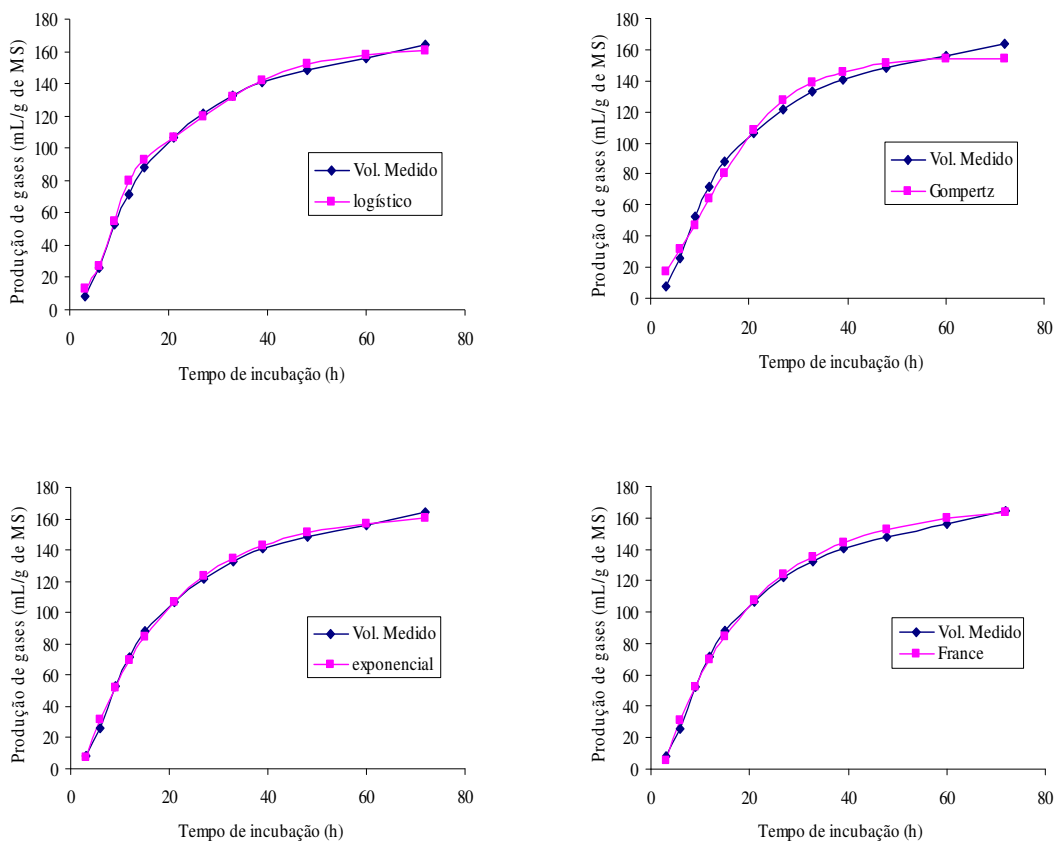 Produção de gases (mL/g de MS)
180
160
140
120
100
80
60
40
20
0
Vol. Medido
logístico
0 20 40 60 80
Tempo de incubação (h)
Produção de gases (mL/g de MS)
180
160
140
120
100
80
60
40
20
0
Vol. Medido
Gompertz
0 20 40 60 80
Tempo de incubação (h)
Produção de gases (mL/g de MS)
180
160
140
120
100
80
60
40
20
0
Vol. Medido
exponencial
0 20 40 60 80
Tempo de incubação (h)
Produção de gases (mL/g de MS)
180
160
140
120
100
80
60
40
20
0
Vol. Medido
France
0 20 40 60 80
Tempo de incubação (h)